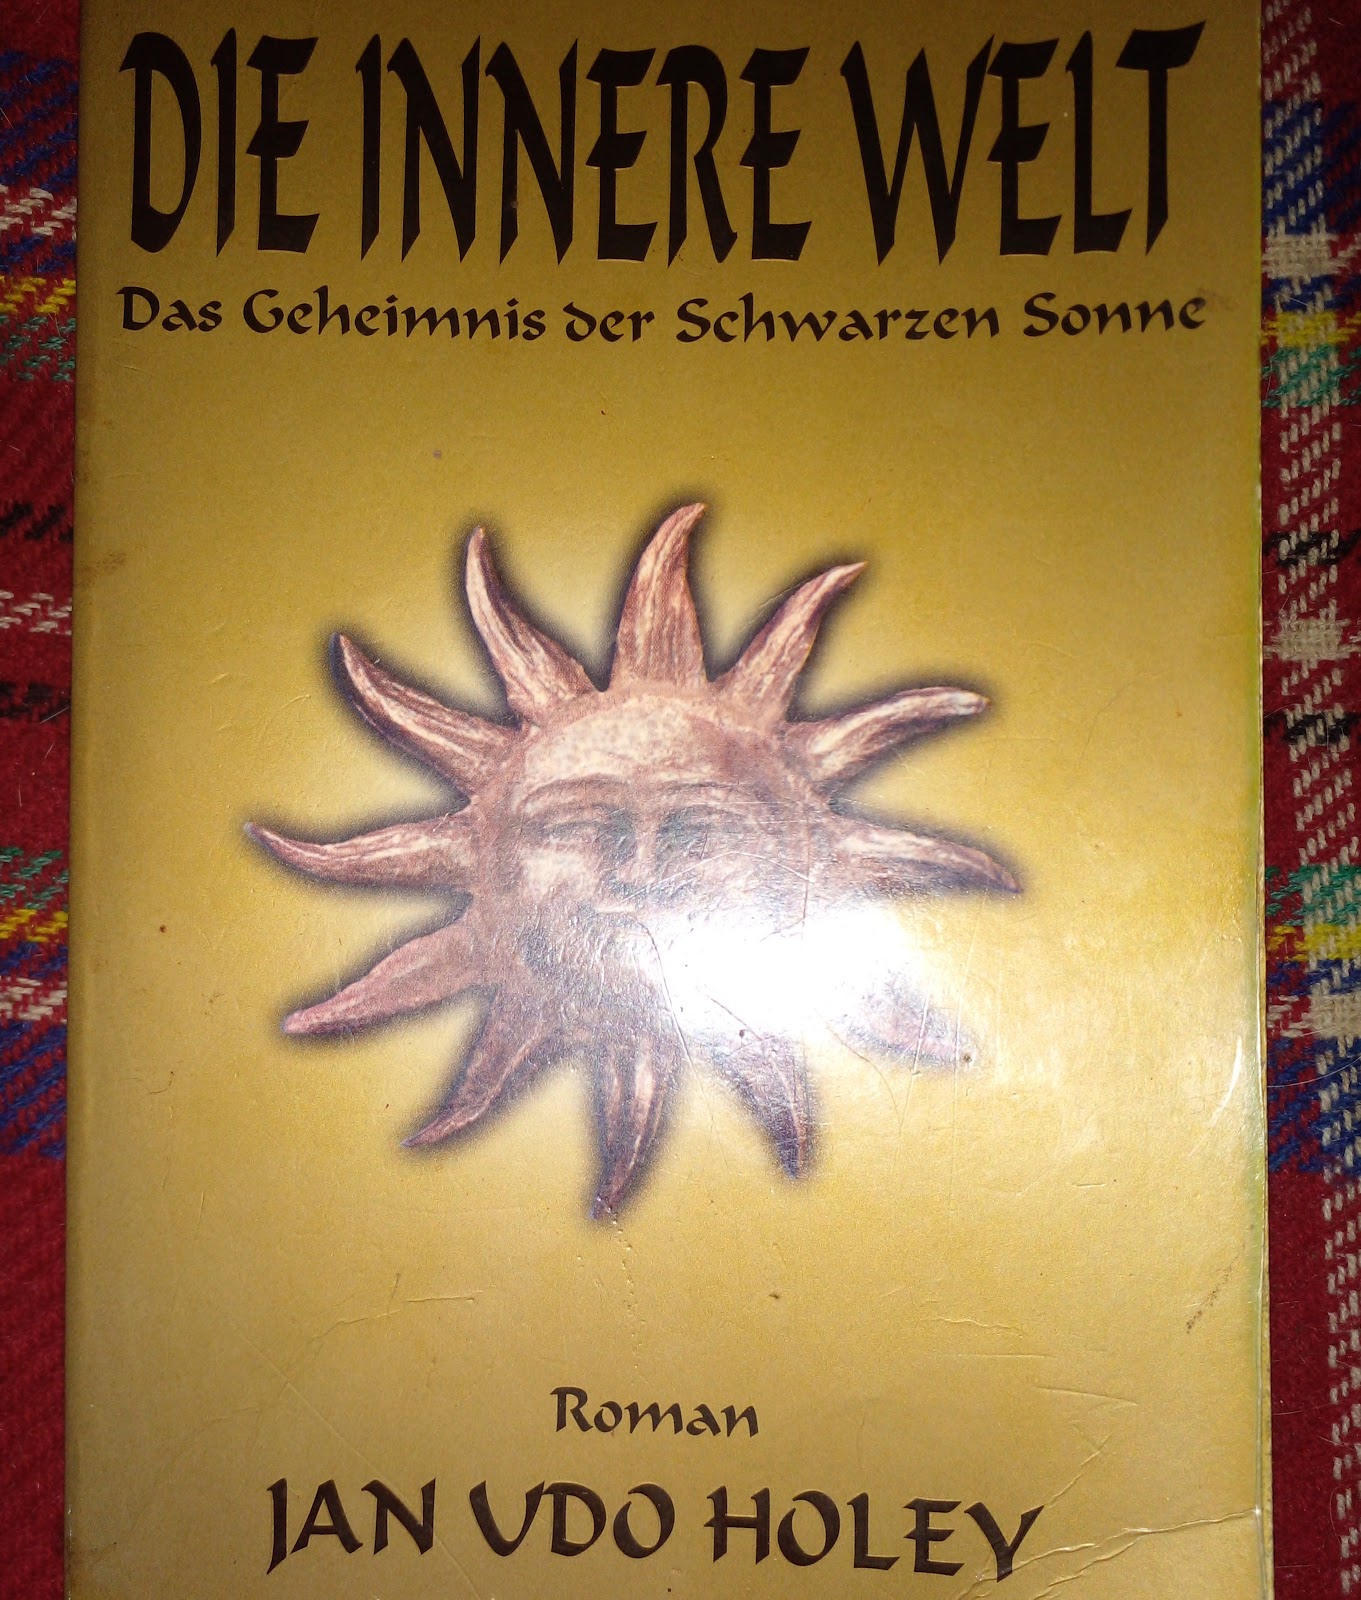 DIE INNERE WELT
Das Geheimnis der Schwarzen Sonne
Roman
JAN UDO HOLEY